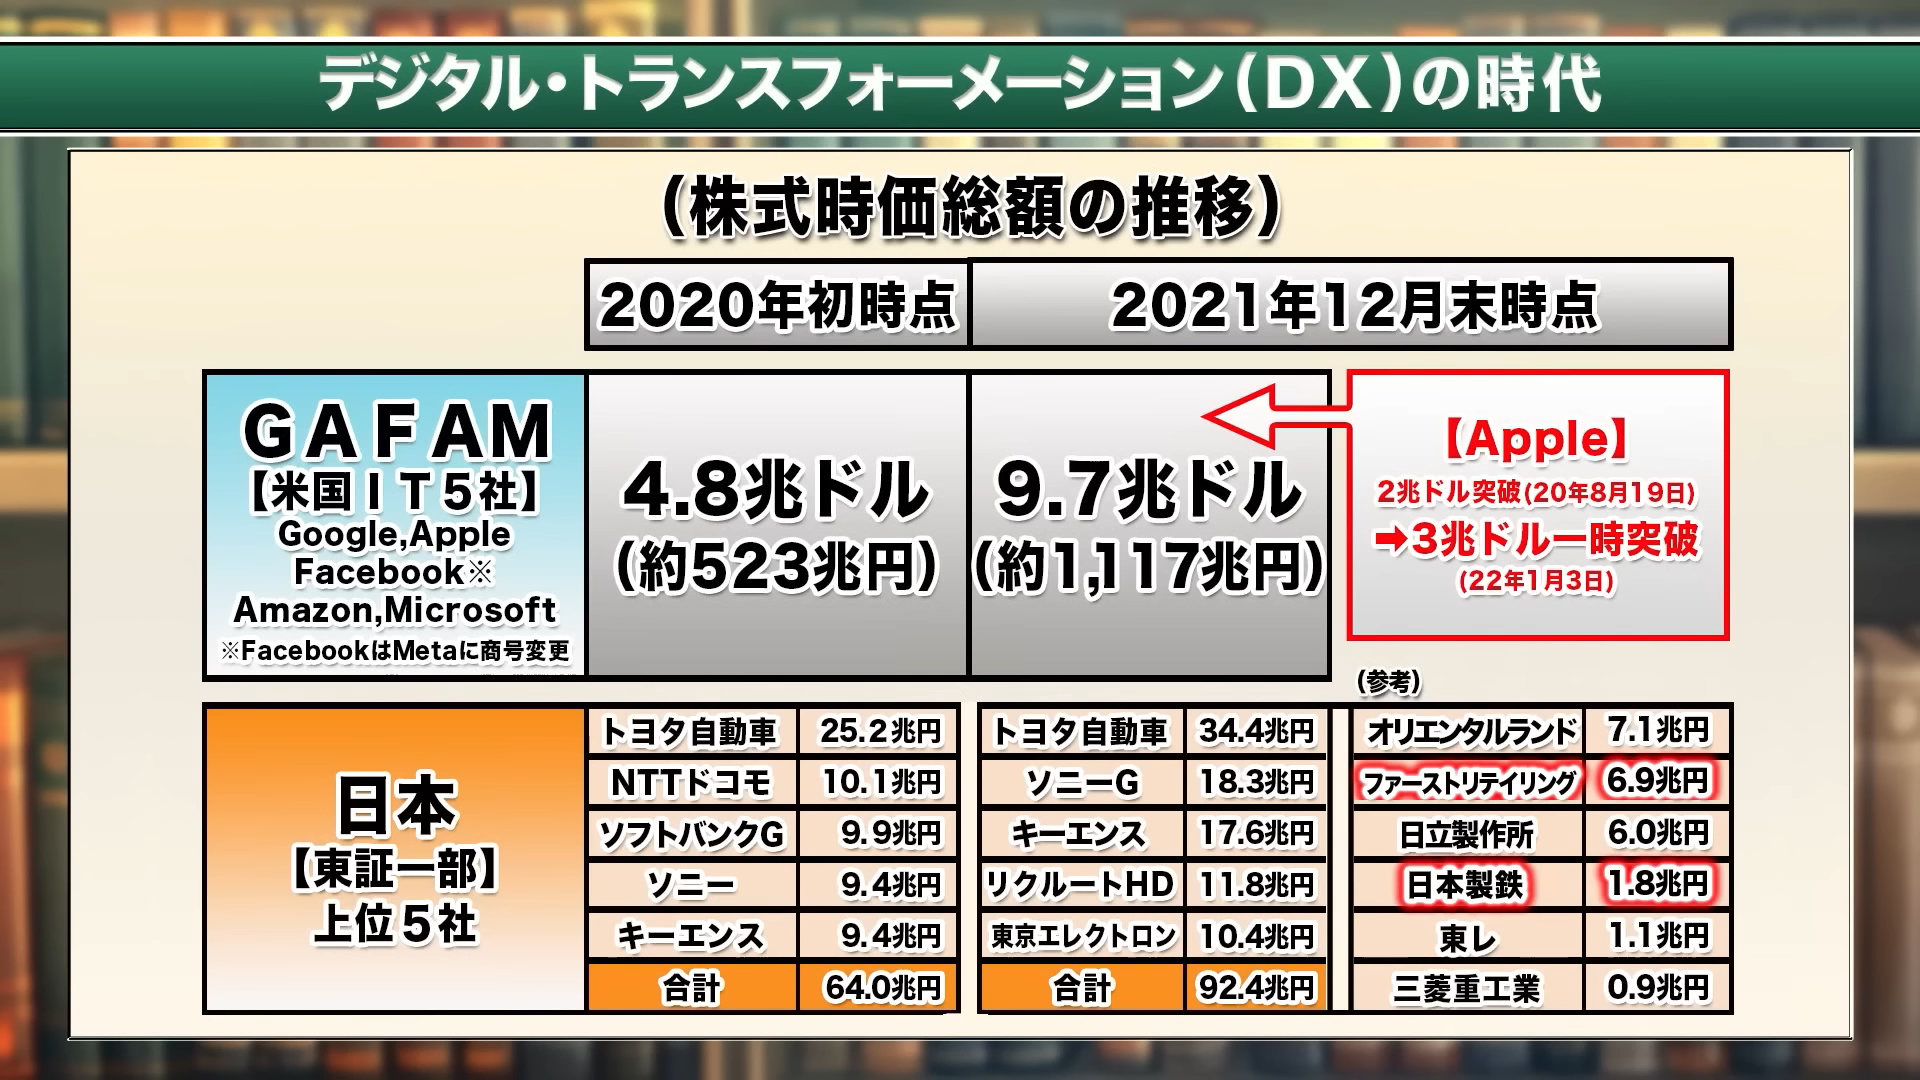 デジタル・トランスフォーメーション(DX)の時代
(株式時価総額の推移)
2020年初時点
2021年12月末時点
GAFAM
【米国IT5社】
Google,Apple
Facebook※
Amazon,Microsoft
※FacebookはMetaに商号変更
4.8兆ドル
(約523兆円)
9.7兆ドル
(約1,117兆円)
【Apple】
2兆ドル突破(20年8月19日)
➡3兆ドル一時突破
(22年1月3日)
日本
【東証一部】
上位5社
トヨタ自動車 25.2兆円
NTTドコモ 10.1兆円
ソフトバンクG 9.9兆円
ソニー 9.4兆円
キーエンス 9.4兆円
合計 64.0兆円
トヨタ自動車 34.4兆円
ソニーG 18.3兆円
キーエンス 17.6兆円
リクルートHD 11.8兆円
東京エレクトロン 10.4兆円
合計 92.4兆円
(参考)
オリエンタルランド 7.1兆円
ファーストリテイリング 6.9兆円
日立製作所 6.0兆円
日本製鉄 1.8兆円
東レ 1.1兆円
三菱重工業 0.9兆円